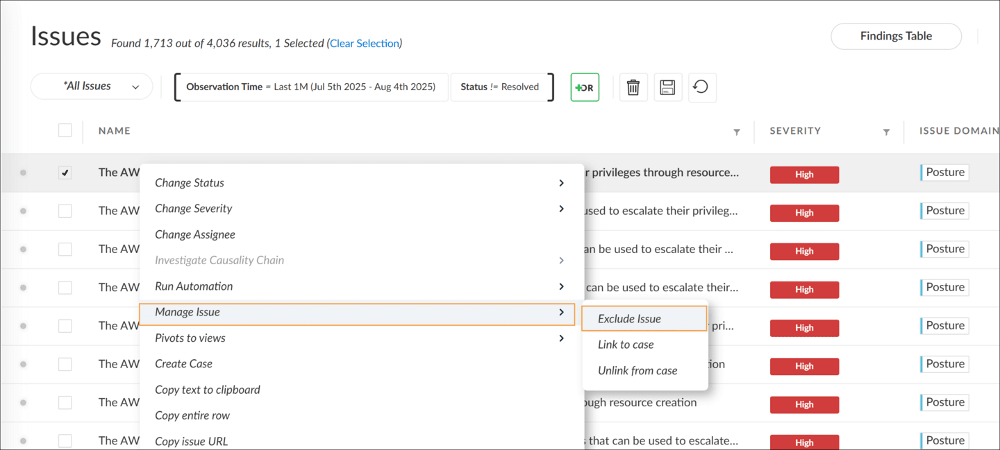 Issues Found 1,713 out of 4,036 results, 1 Selected (Clear Selection)
Findings Table
*All Issues
Observation Time = Last 1M (Jul 5th 2025 - Aug 4th 2025)
Status != Resolved
OR
NAME
SEVERITY
ISSUE DOMAIN
The AW
r privileges through resource...
High
Posture
The AW
used to escalate their privileg...
High
Posture
The AW
an be used to escalate their ...
High
Posture
The AW
can be used to escalate their...
High
Posture
The AW
pri...
High
Posture
The AW
ion
High
Posture
The AW
ough resource creation
High
Posture
The AW
s that can be used to escalate...
High
Posture
Change Status
Change Severity
Change Assignee
Investigate Causality Chain
Run Automation
Manage Issue
Pivots to views
Create Case
Copy text to clipboard
Copy entire row
Copy issue URL
Exclude Issue
Link to case
Unlink from case